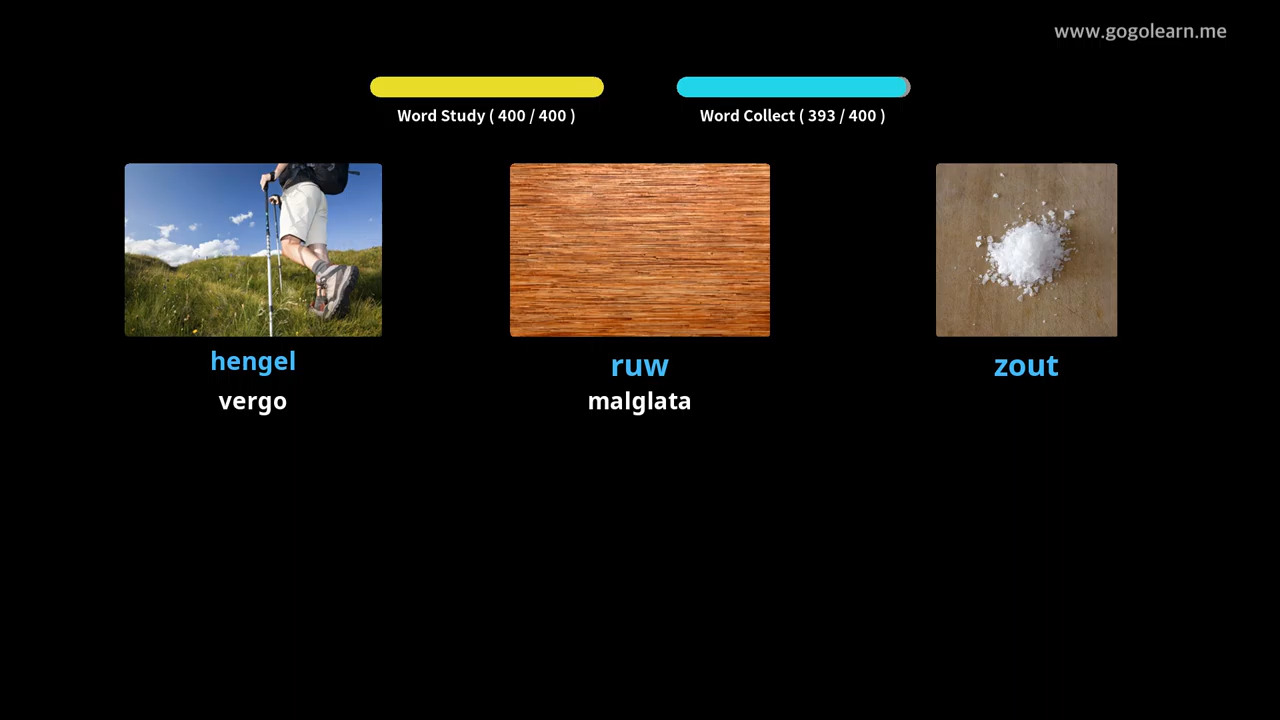 www.gogolearn.me
Word Study ( 400 / 400 )
Word Collect ( 393 / 400 )
hengel
vergo
ruw
malglata
zout